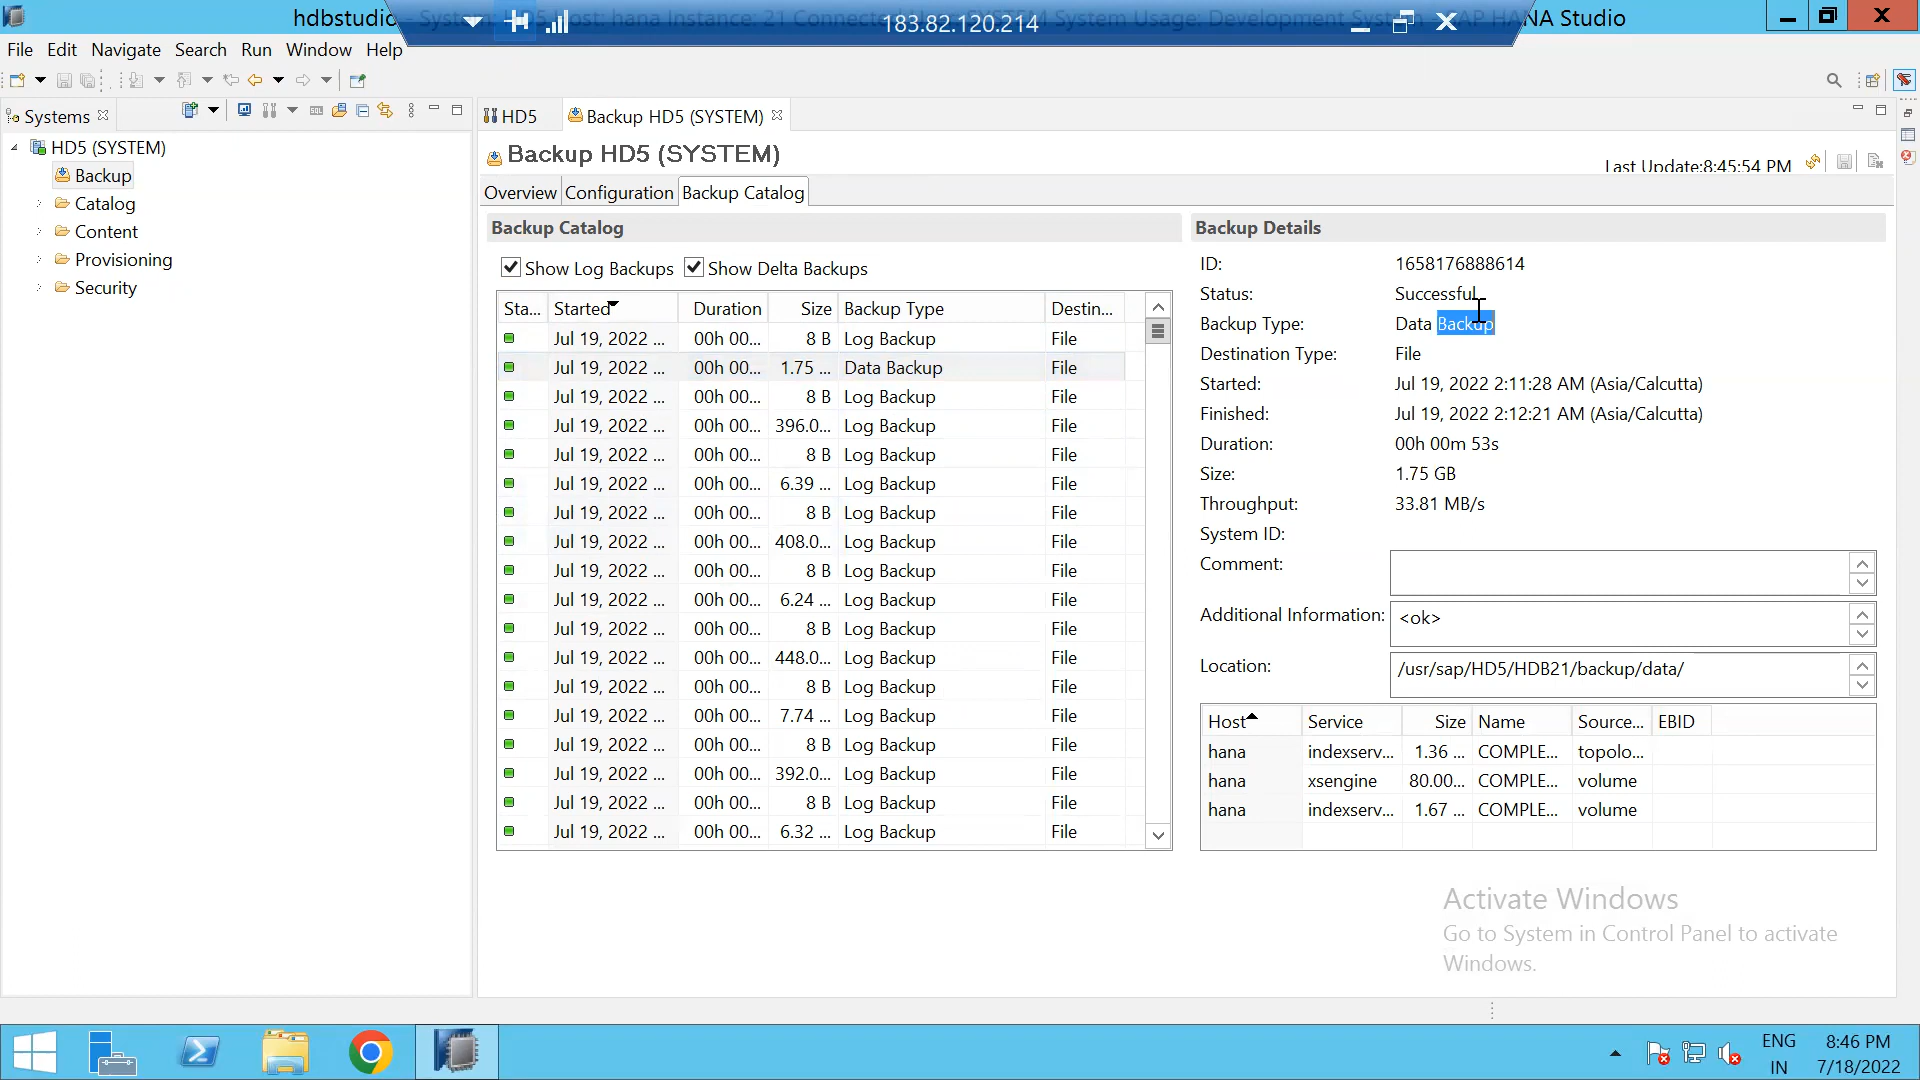 hdbstudio
183.82.120.214
NA Studio
File Edit Navigate Search Run Window Help
Systems
HD5 (SYSTEM)
Backup
Catalog
Content
Provisioning
Security
HD5
Backup HD5 (SYSTEM)
Backup HD5 (SYSTEM)
Last Update:8:45:54 PM
Overview Configuration Backup Catalog
Backup Catalog
Show Log Backups Show Delta Backups
Sta... Started Duration Size Backup Type Destin...
Jul 19, 2022 ... 00h 00... 8 B Log Backup File
Jul 19, 2022 ... 00h 00... 1.75 ... Data Backup File
Jul 19, 2022 ... 00h 00... 8 B Log Backup File
Jul 19, 2022 ... 00h 00... 396.0... Log Backup File
Jul 19, 2022 ... 00h 00... 8 B Log Backup File
Jul 19, 2022 ... 00h 00... 6.39 ... Log Backup File
Jul 19, 2022 ... 00h 00... 8 B Log Backup File
Jul 19, 2022 ... 00h 00... 408.0... Log Backup File
Jul 19, 2022 ... 00h 00... 8 B Log Backup File
Jul 19, 2022 ... 00h 00... 6.24 ... Log Backup File
Jul 19, 2022 ... 00h 00... 8 B Log Backup File
Jul 19, 2022 ... 00h 00... 448.0... Log Backup File
Jul 19, 2022 ... 00h 00... 8 B Log Backup File
Jul 19, 2022 ... 00h 00... 7.74 ... Log Backup File
Jul 19, 2022 ... 00h 00... 8 B Log Backup File
Jul 19, 2022 ... 00h 00... 392.0... Log Backup File
Jul 19, 2022 ... 00h 00... 8 B Log Backup File
Jul 19, 2022 ... 00h 00... 6.32 ... Log Backup File
Backup Details
ID: 1658176888614
Status: Successful
Backup Type: Data Backup
Destination Type: File
Started: Jul 19, 2022 2:11:28 AM (Asia/Calcutta)
Finished: Jul 19, 2022 2:12:21 AM (Asia/Calcutta)
Duration: 00h 00m 53s
Size: 1.75 GB
Throughput: 33.81 MB/s
System ID:
Comment:
Additional Information: <ok>
Location: /usr/sap/HD5/HDB21/backup/data/
Host Service Size Name Source... EBID
hana indexserv... 1.36 ... COMPLE... topolo...
hana xsengine 80.00... COMPLE... volume
hana indexserv... 1.67 ... COMPLE... volume
Activate Windows
Go to System in Control Panel to activate
Windows.
ENG
IN
8:46 PM
7/18/2022